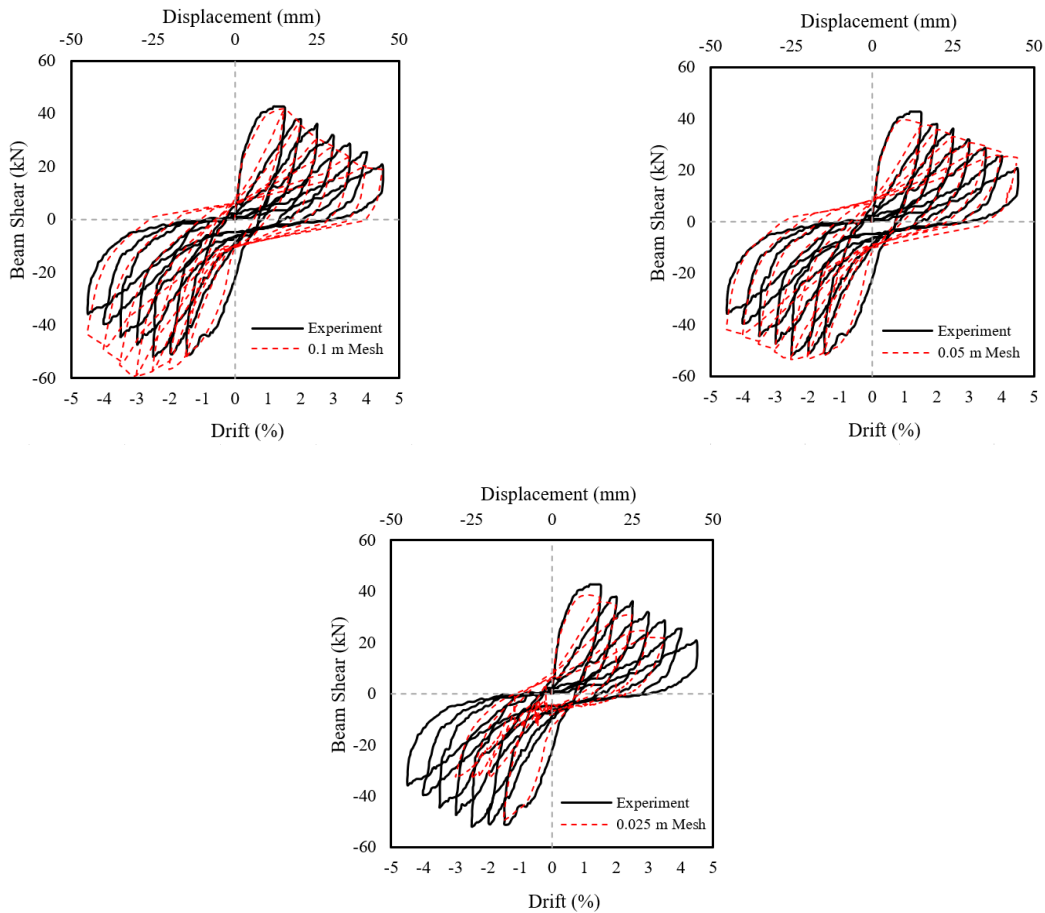 Displacement (mm)
-50 -25 0 25 50
60
40
20
0
-20
-40
-60
Beam Shear (kN)
Experiment
0.1 m Mesh
-5 -4 -3 -2 -1 0 1 2 3 4 5
Drift (%)
Displacement (mm)
-50 -25 0 25 50
60
40
20
0
-20
-40
-60
Beam Shear (kN)
Experiment
0.05 m Mesh
-5 -4 -3 -2 -1 0 1 2 3 4 5
Drift (%)
Displacement (mm)
-50 -25 0 25 50
60
40
20
0
-20
-40
-60
Beam Shear (kN)
Experiment
0.025 m Mesh
-5 -4 -3 -2 -1 0 1 2 3 4 5
Drift (%)